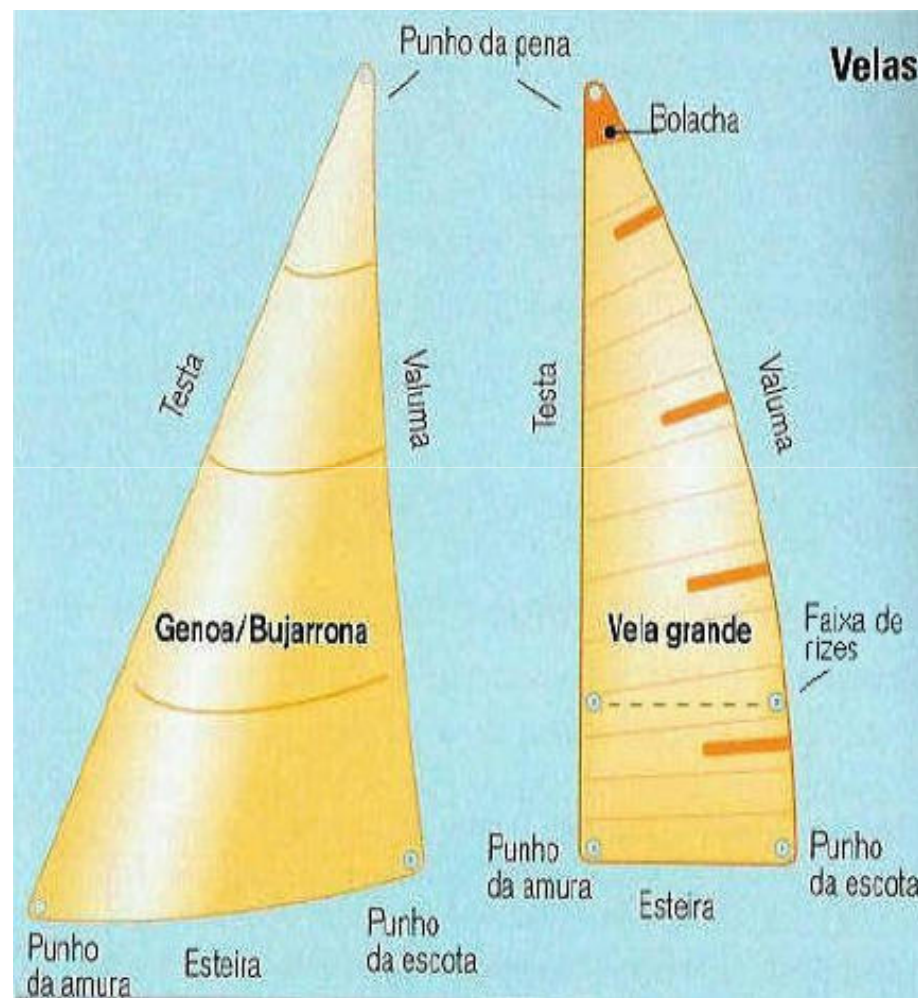 Velas
Punho da pena
Bolacha
Testa
Valuma
Testa
Valuma
Genoa/Bujarrona
Vela grande
Faixa de
rizes
Punho
da amura
Esteira
Punho
da escota
Punho
da amura
Esteira
Punho
da escota